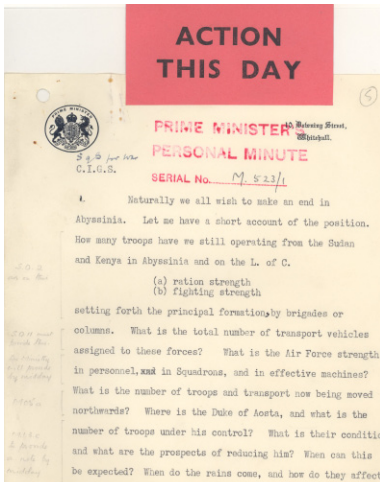 ACTION
THIS DAY
(5)
PRIME MINISTER
10, Downing Street,
Whitehall.
PRIME MINISTER'S
PERSONAL MINUTE
SERIAL No. M. 523/1
S of S for War
C.I.G.S.
1. Naturally we all wish to make an end in
Abyssinia. Let me have a short account of the position.
How many troops have we still operating from the Sudan
and Kenya in Abyssinia and on the L. of C.
(a) ration strength
(b) fighting strength
setting forth the principal formation, by brigades or
columns. What is the total number of transport vehicles
assigned to these forces? What is the Air Force strength
in personnel, in Squadrons, and in effective machines?
What is the number of troops and transport now being moved
northwards? Where is the Duke of Aosta, and what is the
number of troops under his control? What is their conditio
and what are the prospects of reducing him? When can this
be expected? When do the rains come, and how do they affect